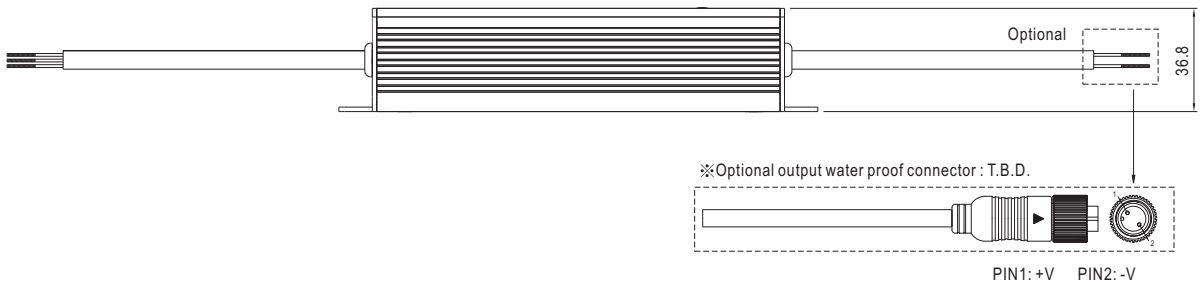 Optional
36.8
※Optional output water proof connector : T.B.D.
1
2
PIN1: +V PIN2: -V